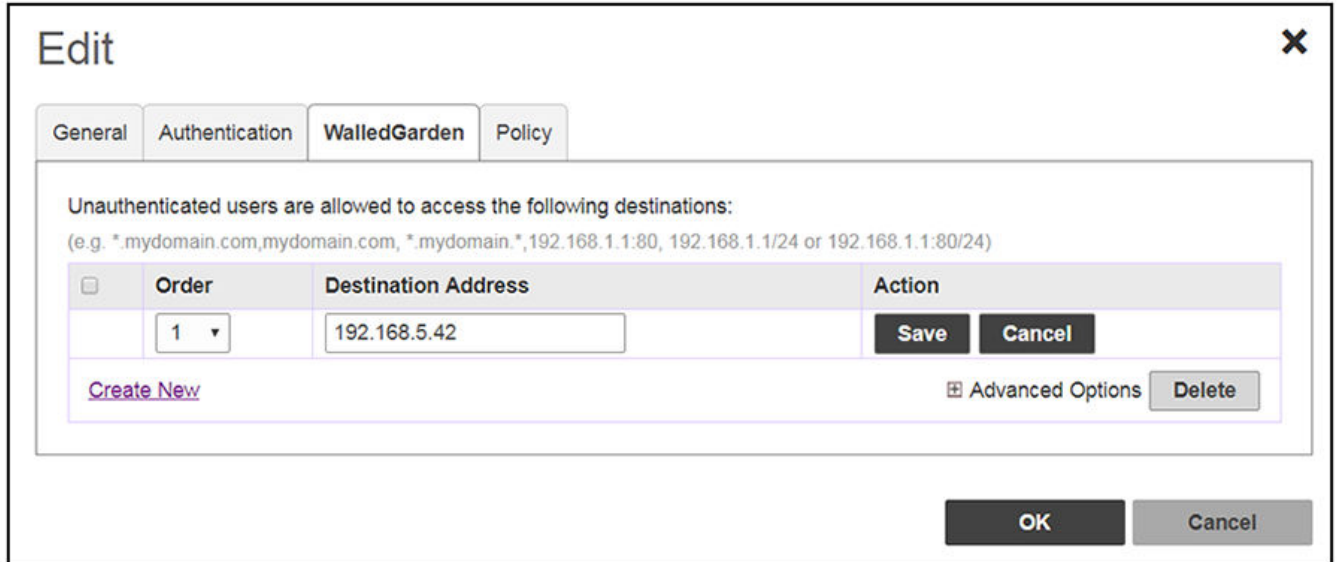 Edit
General Authentication WalledGarden Policy
Unauthenticated users are allowed to access the following destinations:
(e.g. *.mydomain.com,mydomain.com, *.mydomain.*,192.168.1.1:80, 192.168.1.1/24 or 192.168.1.1:80/24)
Order Destination Address Action
1 192.168.5.42 Save Cancel
Create New Advanced Options Delete
OK Cancel